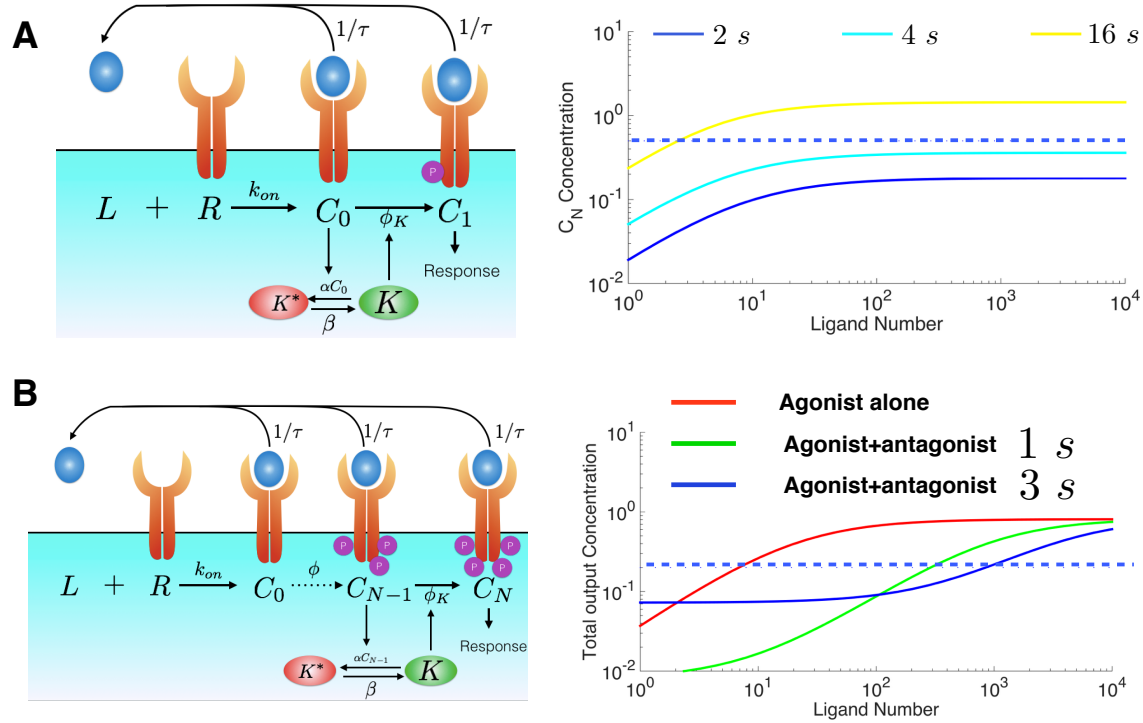 A
1/τ 1/τ
P
L + R k_on C_0 ϕ_K C_1
Response
αC_0
K* K
β
2 s 4 s 16 s
10^1
10^0
10^-1
10^-2
C_N Concentration
10^0 10^1 10^2 10^3 10^4
Ligand Number
B
1/τ 1/τ 1/τ
P P P P
P P P
L + R k_on C_0 ϕ C_{N-1} ϕ_K C_N
Response
αC_{N-1}
K* K
β
Agonist alone
Agonist+antagonist 1 s
Agonist+antagonist 3 s
10^1
10^0
10^-1
10^-2
Total output Concentration
10^0 10^1 10^2 10^3 10^4
Ligand Number